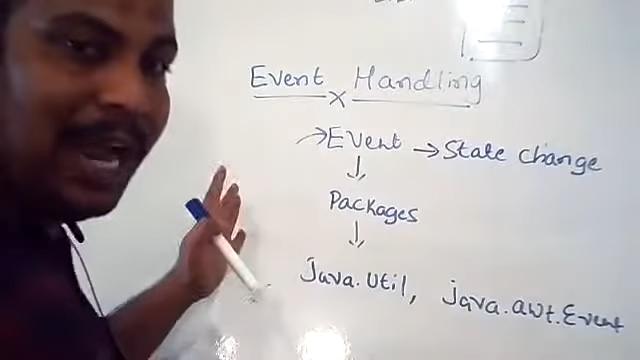 Event Handling
→ Event → State change
↓
Packages
↓
java.util, java.awt.Event